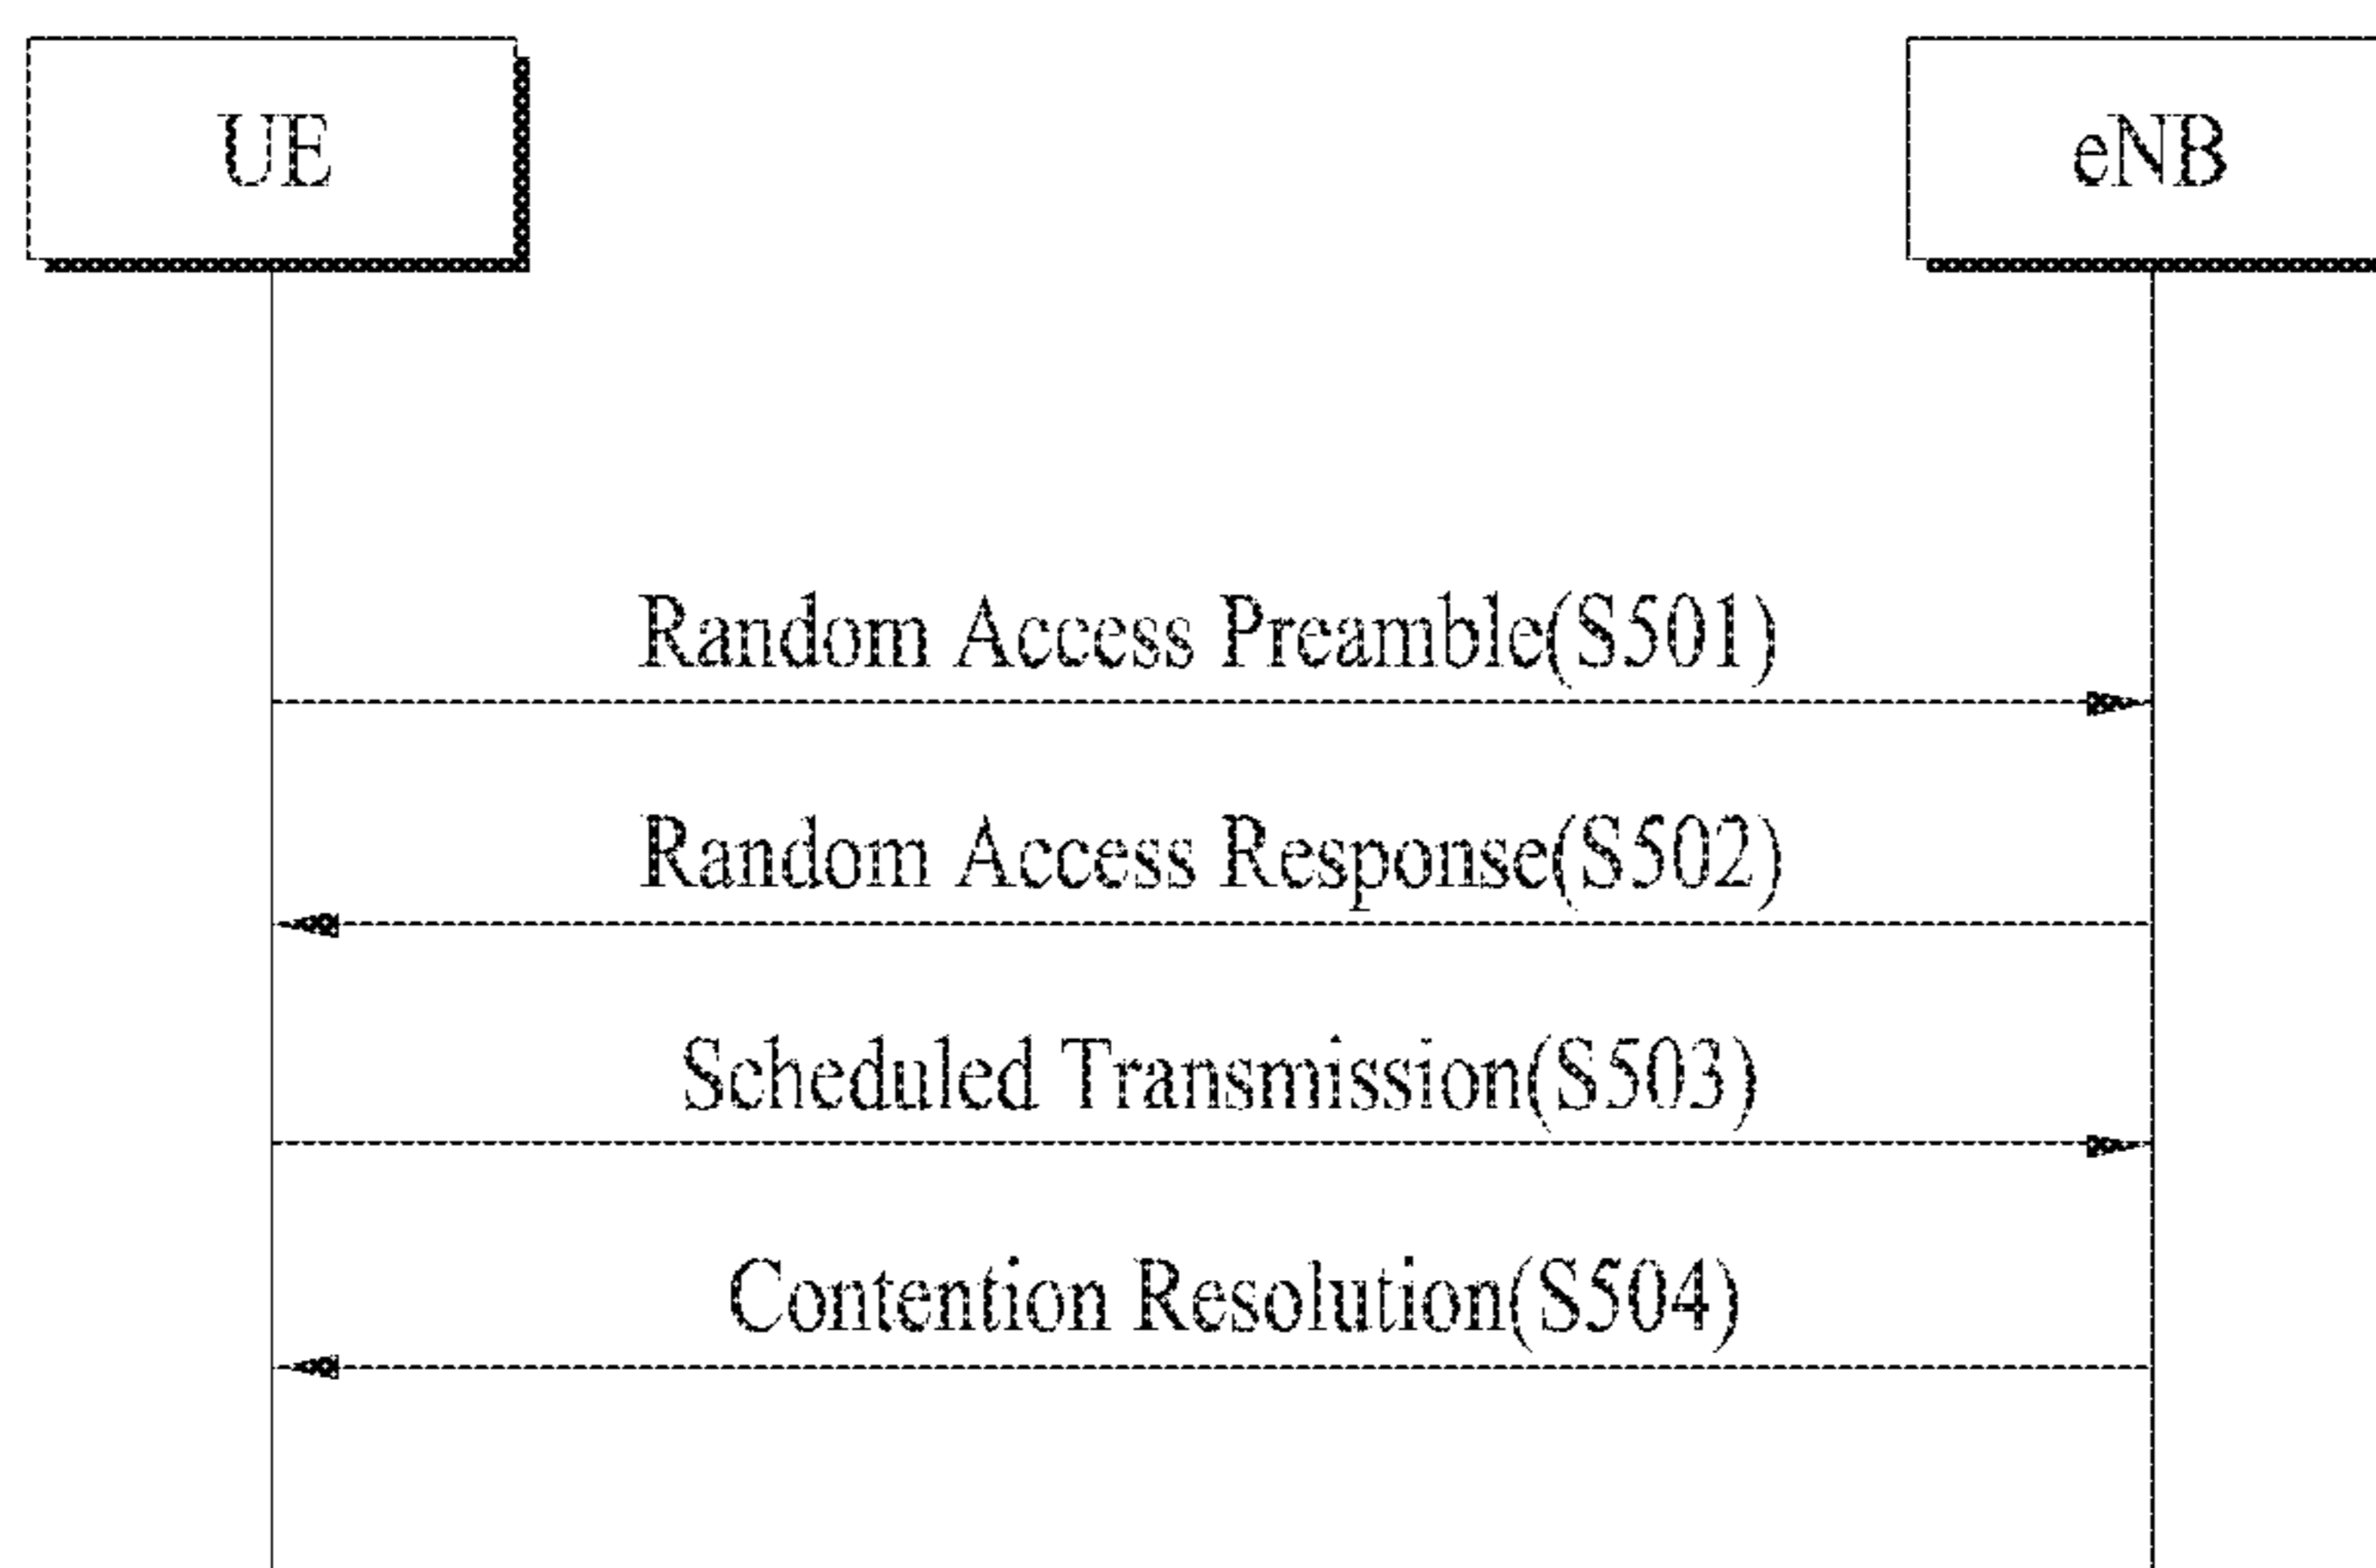 UE
eNB
Random Access Preamble(S501)
Random Access Response(S502)
Scheduled Transmission(S503)
Contention Resolution(S504)